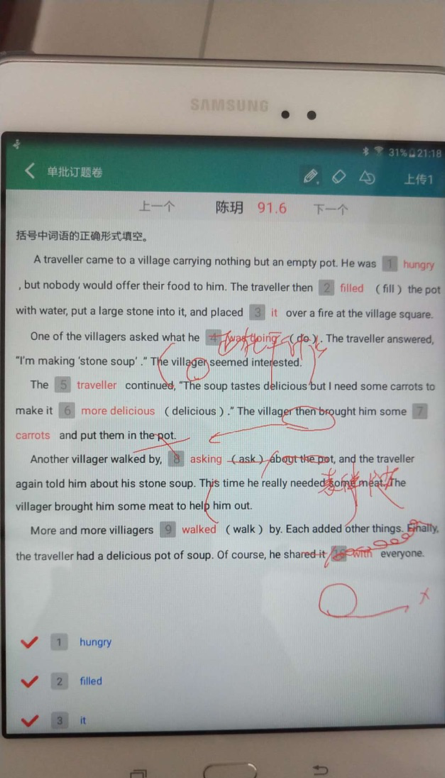 SAMSUNG
31% 21:18
单批订题卷 上传1
上一个 陈玥 91.6 下一个
括号中词语的正确形式填空。
A traveller came to a village carrying nothing but an empty pot. He was 1 hungry
, but nobody would offer their food to him. The traveller then 2 filled (fill) the pot
with water, put a large stone into it, and placed 3 it over a fire at the village square.
One of the villagers asked what he 4 was doing (do). The traveller answered,
"I'm making 'stone soup'." The villager seemed interested.
The 5 traveller continued, "The soup tastes delicious but I need some carrots to
make it 6 more delicious (delicious)." The villager then brought him some 7
carrots and put them in the pot.
Another villager walked by, 8 asking (ask) about the pot, and the traveller
again told him about his stone soup. This time he really needed some meat. The
villager brought him some meat to help him out.
More and more villiagers 9 walked (walk) by. Each added other things. Finally,
the traveller had a delicious pot of soup. Of course, he shared it 10 with everyone.
1 hungry
2 filled
3 it